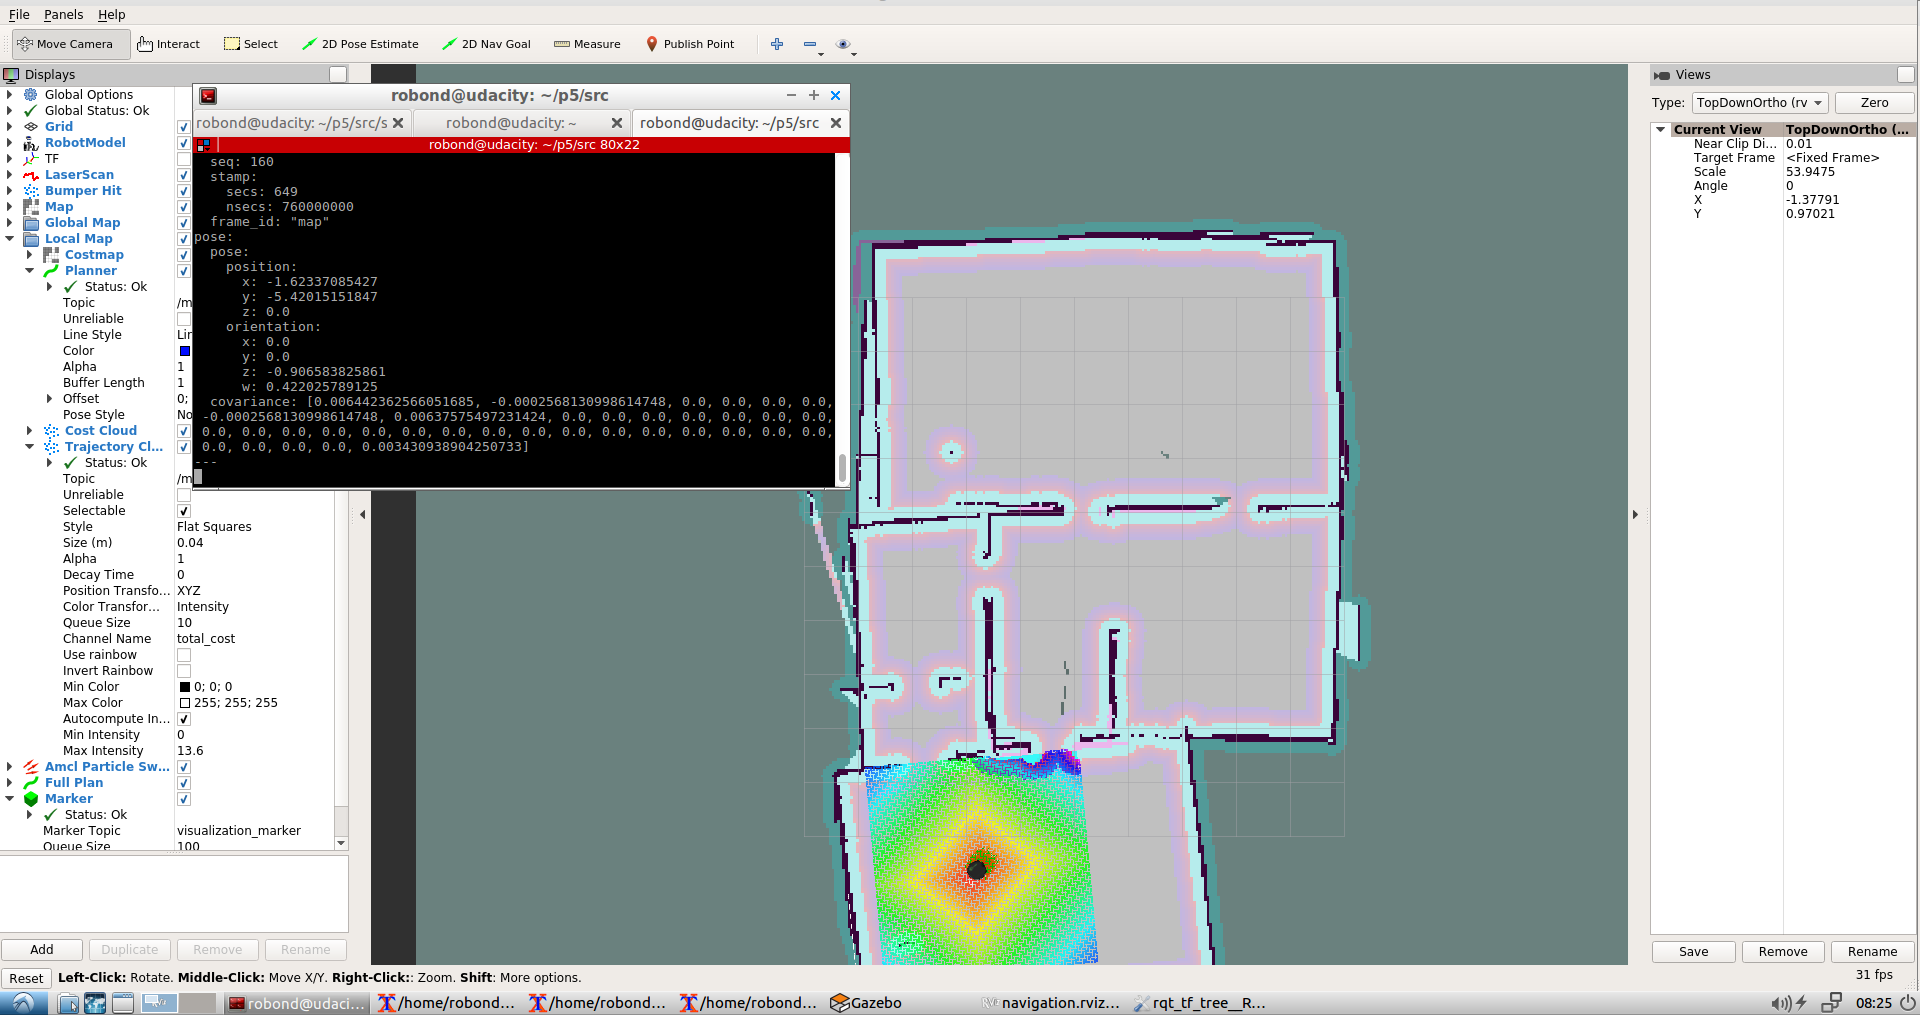 File Panels Help
Move Camera Interact Select 2D Pose Estimate 2D Nav Goal Measure Publish Point
Displays
Global Options
Global Status: Ok
Grid
RobotModel
TF
LaserScan
Bumper Hit
Map
Global Map
Local Map
Costmap
Planner
Status: Ok
Topic /m
Unreliable
Line Style Lin
Color
Alpha 1
Buffer Length 1
Offset 0;
Pose Style No
Cost Cloud
Trajectory Cl...
Status: Ok
Topic /m
Unreliable
Selectable
Style Flat Squares
Size (m) 0.04
Alpha 1
Decay Time 0
Position Transfo... XYZ
Color Transfor... Intensity
Queue Size 10
Channel Name total_cost
Use rainbow
Invert Rainbow
Min Color 0; 0; 0
Max Color 255; 255; 255
Autocompute In...
Min Intensity 0
Max Intensity 13.6
Amcl Particle Sw...
Full Plan
Marker
Status: Ok
Marker Topic visualization_marker
Queue Size 100
Add Duplicate Remove Rename
robond@udacity: ~/p5/src
robond@udacity: ~/p5/src/s robond@udacity: ~ robond@udacity: ~/p5/src
robond@udacity: ~/p5/src 80x22
seq: 160
stamp:
secs: 649
nsecs: 760000000
frame_id: "map"
pose:
pose:
position:
x: -1.62337085427
y: -5.42015151847
z: 0.0
orientation:
x: 0.0
y: 0.0
z: -0.906583825861
w: 0.422025789125
covariance: [0.006442362566051685, -0.0002568130998614748, 0.0, 0.0, 0.0, 0.0,
-0.0002568130998614748, 0.00637575497231424, 0.0, 0.0, 0.0, 0.0, 0.0, 0.0, 0.0,
0.0, 0.0, 0.0, 0.0, 0.0, 0.0, 0.0, 0.0, 0.0, 0.0, 0.0, 0.0, 0.0, 0.0, 0.0, 0.0,
0.0, 0.0, 0.0, 0.0, 0.003430938904250733]
---
Views
Type: TopDownOrtho (rv Zero
Current View TopDownOrtho (...
Near Clip Di... 0.01
Target Frame <Fixed Frame>
Scale 53.9475
Angle 0
X -1.37791
Y 0.97021
Save Remove Rename
Reset Left-Click: Rotate. Middle-Click: Move X/Y. Right-Click:: Zoom. Shift: More options.
31 fps
robond@udaci... /home/robond... /home/robond... /home/robond... Gazebo navigation.rviz... rqt_tf_tree__R... 08:25